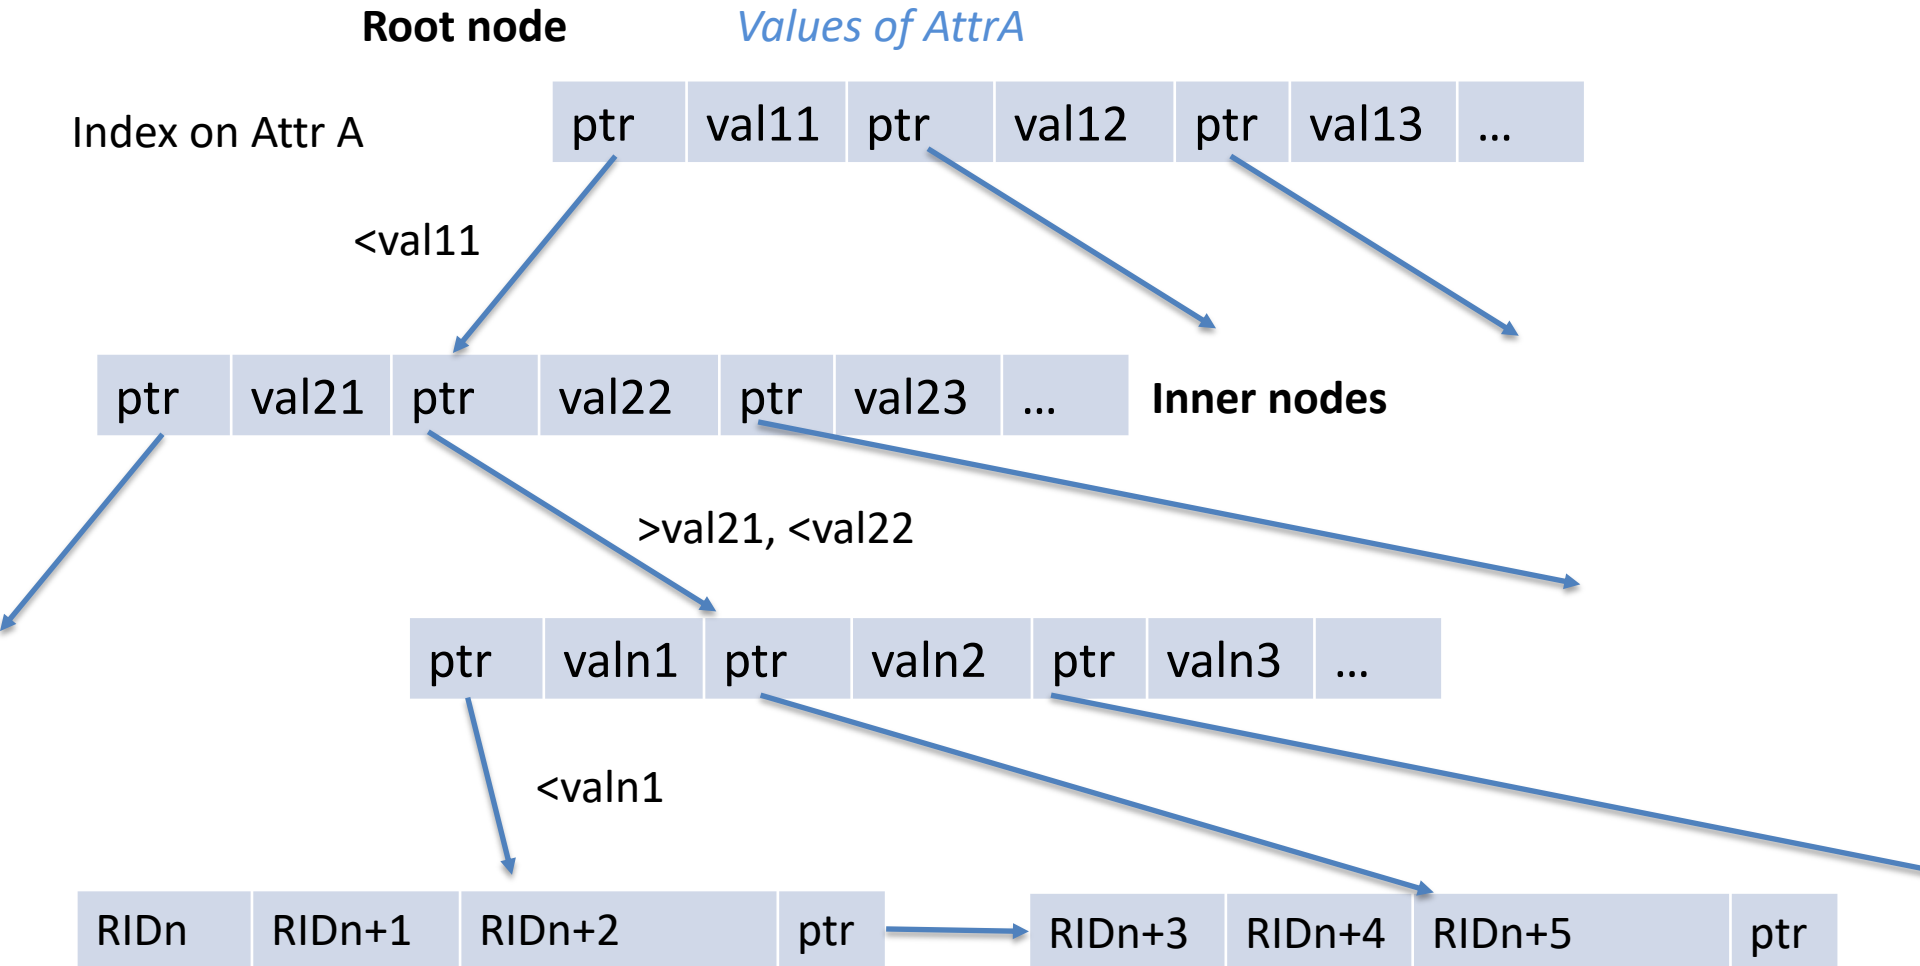 Root node Values of AttrA
Index on Attr A
ptr val11 ptr val12 ptr val13 ...
<val11
ptr val21 ptr val22 ptr val23 ... Inner nodes
>val21, <val22
ptr valn1 ptr valn2 ptr valn3 ...
<valn1
RIDn RIDn+1 RIDn+2 ptr RIDn+3 RIDn+4 RIDn+5 ptr